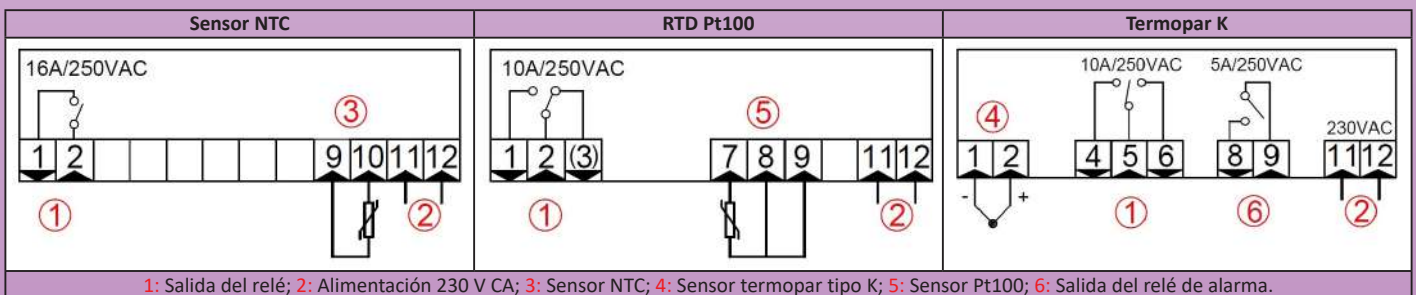 Sensor NTC
RTD Pt100
Termopar K
16A/250VAC
3
1 2 9 10 11 12
1
2
10A/250VAC
5
1 2 (3) 7 8 9 11 12
1
2
10A/250VAC 5A/250VAC
4
230VAC
1 2 4 5 6 8 9 11 12
- +
1
6
2
1: Salida del relé; 2: Alimentación 230 V CA; 3: Sensor NTC; 4: Sensor termopar tipo K; 5: Sensor Pt100; 6: Salida del relé de alarma.